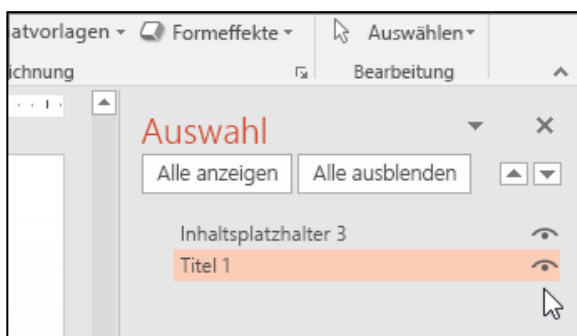 atvorlagen Formeffekte Auswählen
ichnung Bearbeitung
Auswahl
Alle anzeigen Alle ausblenden
Inhaltsplatzhalter 3
Titel 1